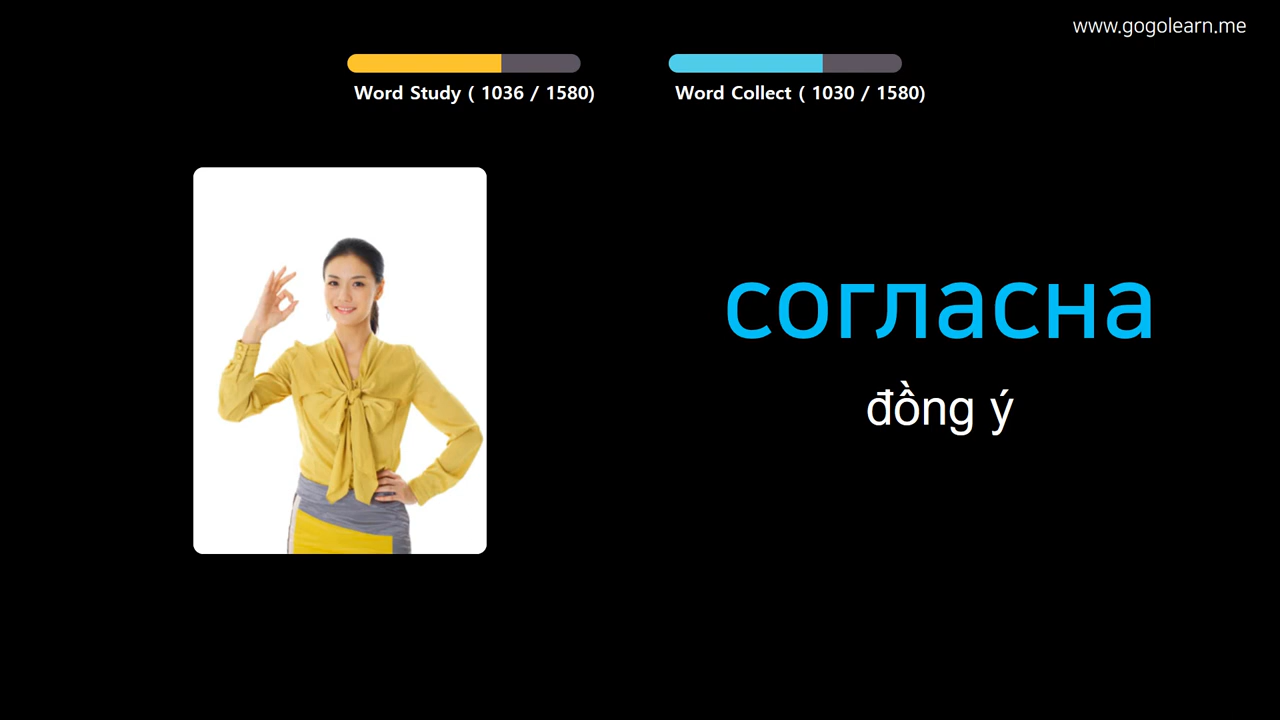 www.gogolearn.me
Word Study ( 1036 / 1580)
Word Collect ( 1030 / 1580)
согласна
đồng ý